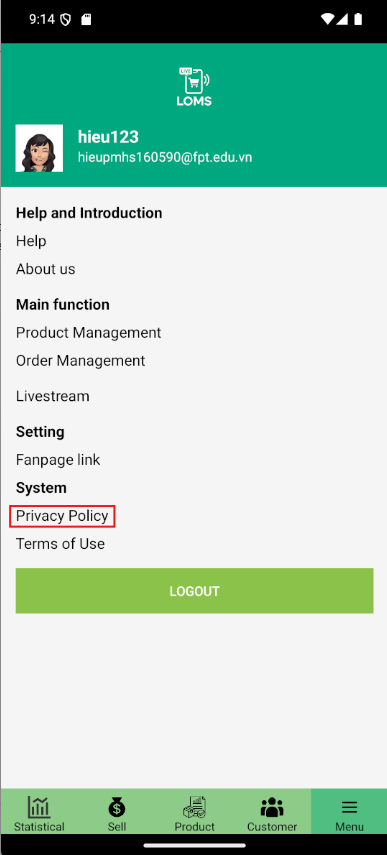 9:14
LIVE
LOMS
hieu123
hieupmhs160590@fpt.edu.vn
Help and Introduction
Help
About us
Main function
Product Management
Order Management
Livestream
Setting
Fanpage link
System
Privacy Policy
Terms of Use
LOGOUT
Statistical Sell Product Customer Menu